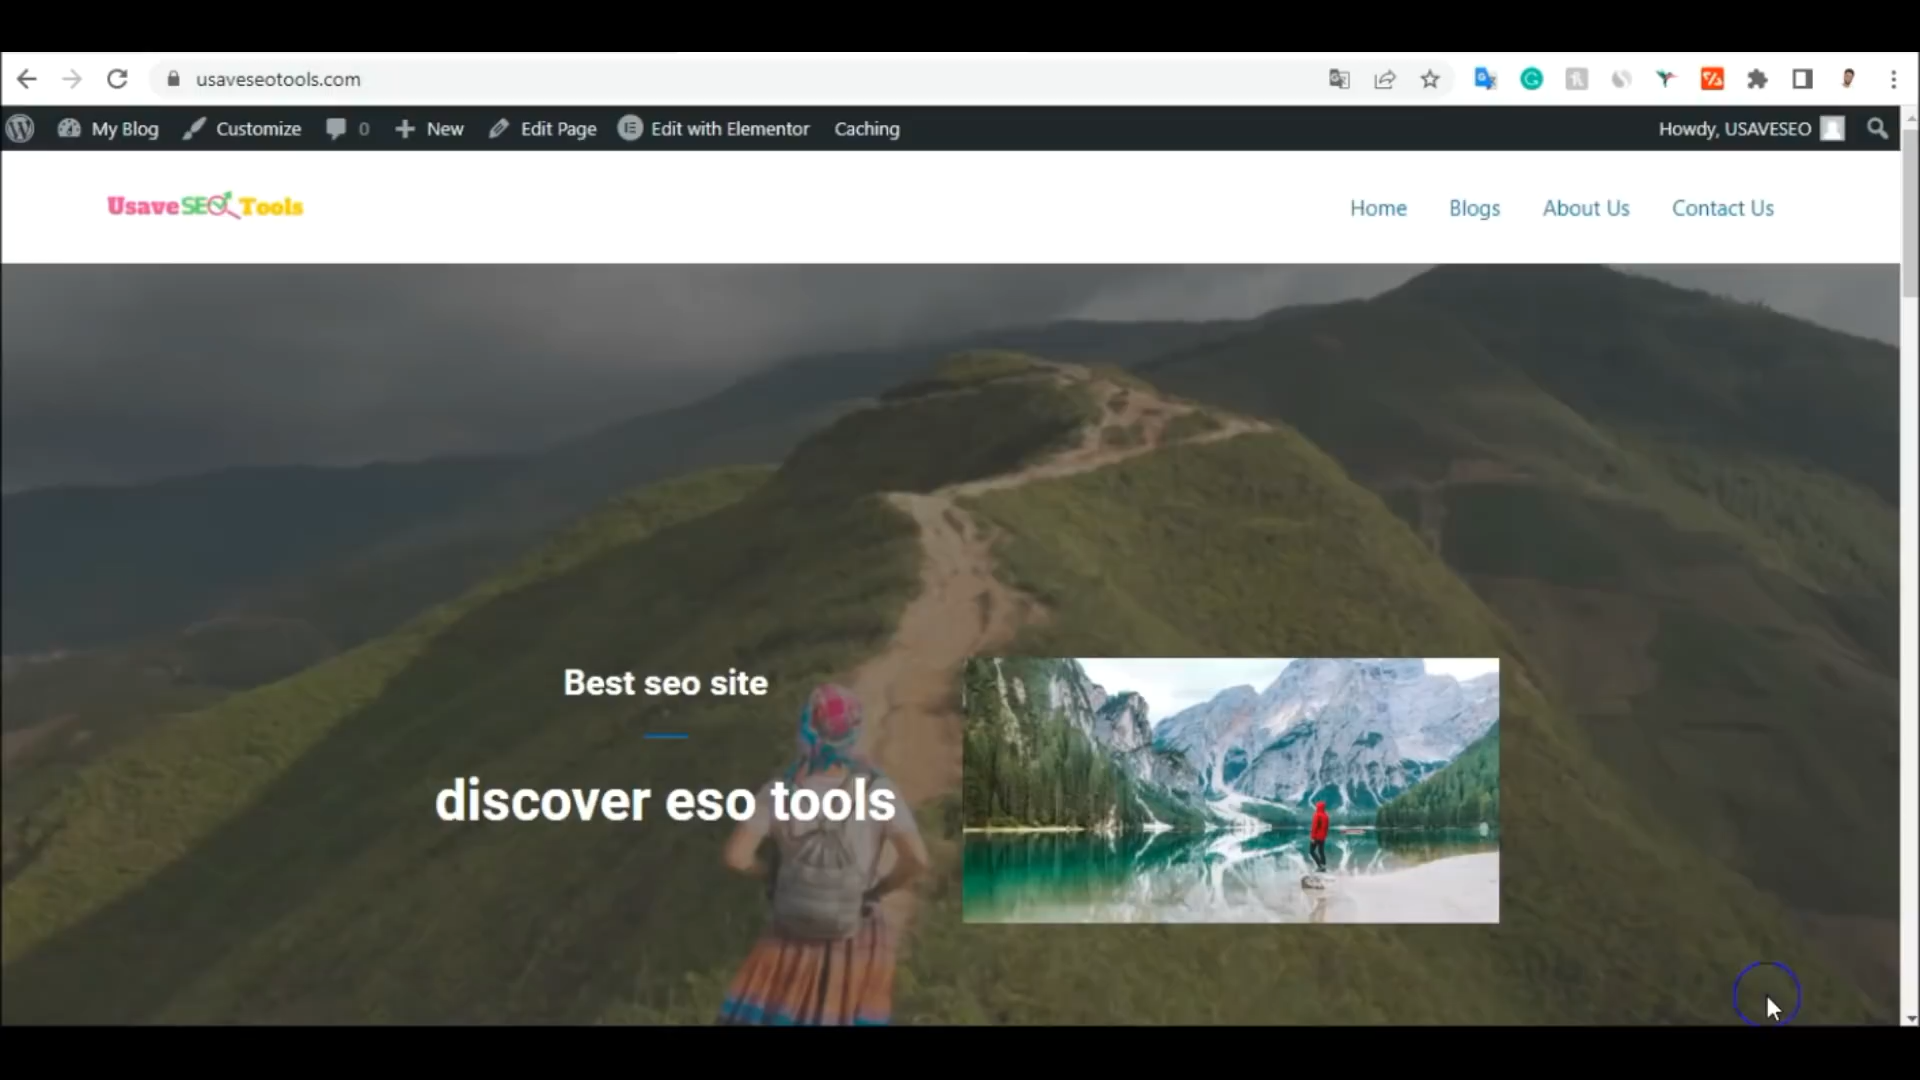 usaveseotools.com
My Blog Customize 0 New Edit Page Edit with Elementor Caching Howdy, USAVESEO
Usave SEO Tools Home Blogs About Us Contact Us
Best seo site
discover eso tools